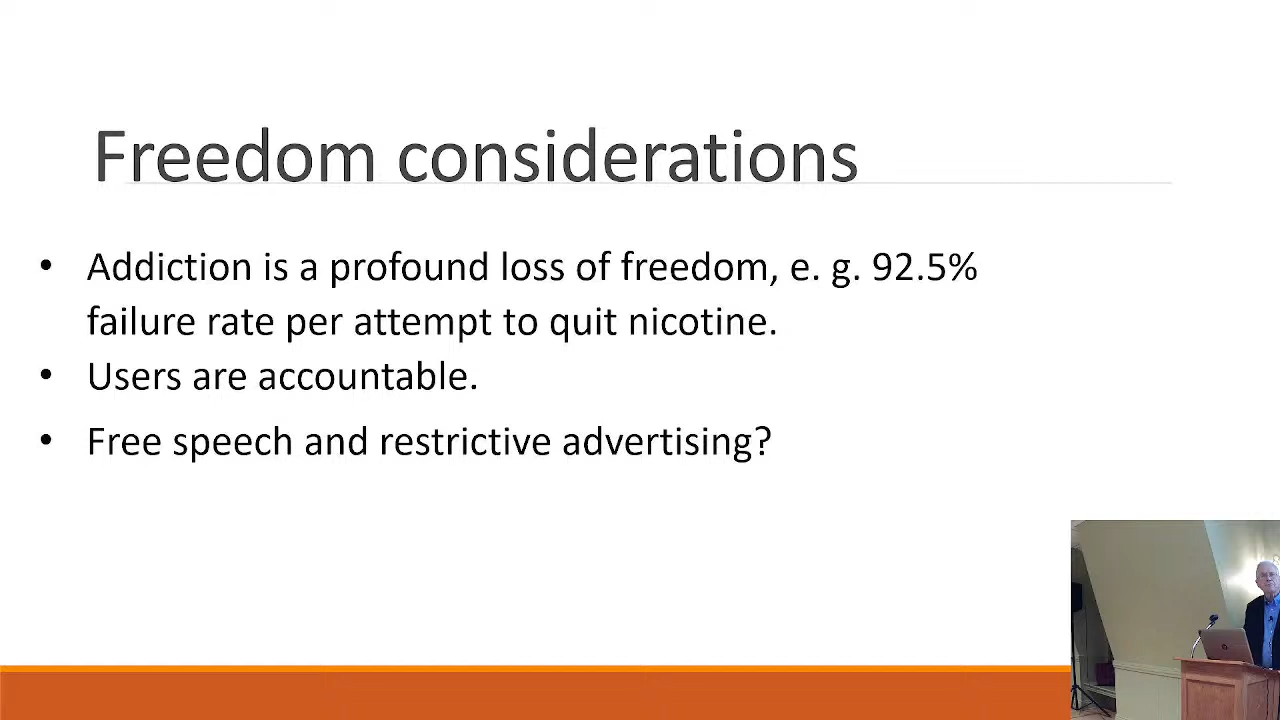 Freedom considerations
• Addiction is a profound loss of freedom, e. g. 92.5%
failure rate per attempt to quit nicotine.
• Users are accountable.
• Free speech and restrictive advertising?